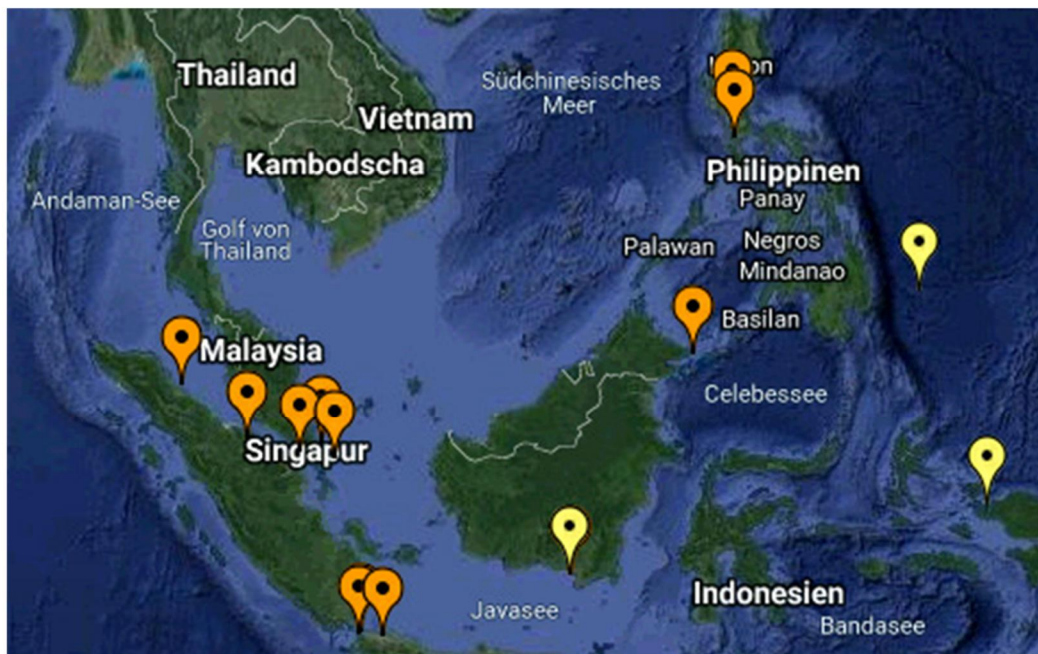 Thailand
Südchinesisches
Meer
Vietnam
Kambodscha
Philippinen
Andaman-See
Panay
Golf von
Thailand
Palawan
Negros
Mindanao
Basilan
Malaysia
Celebessee
Singapur
Indonesien
Javasee
Bandasee